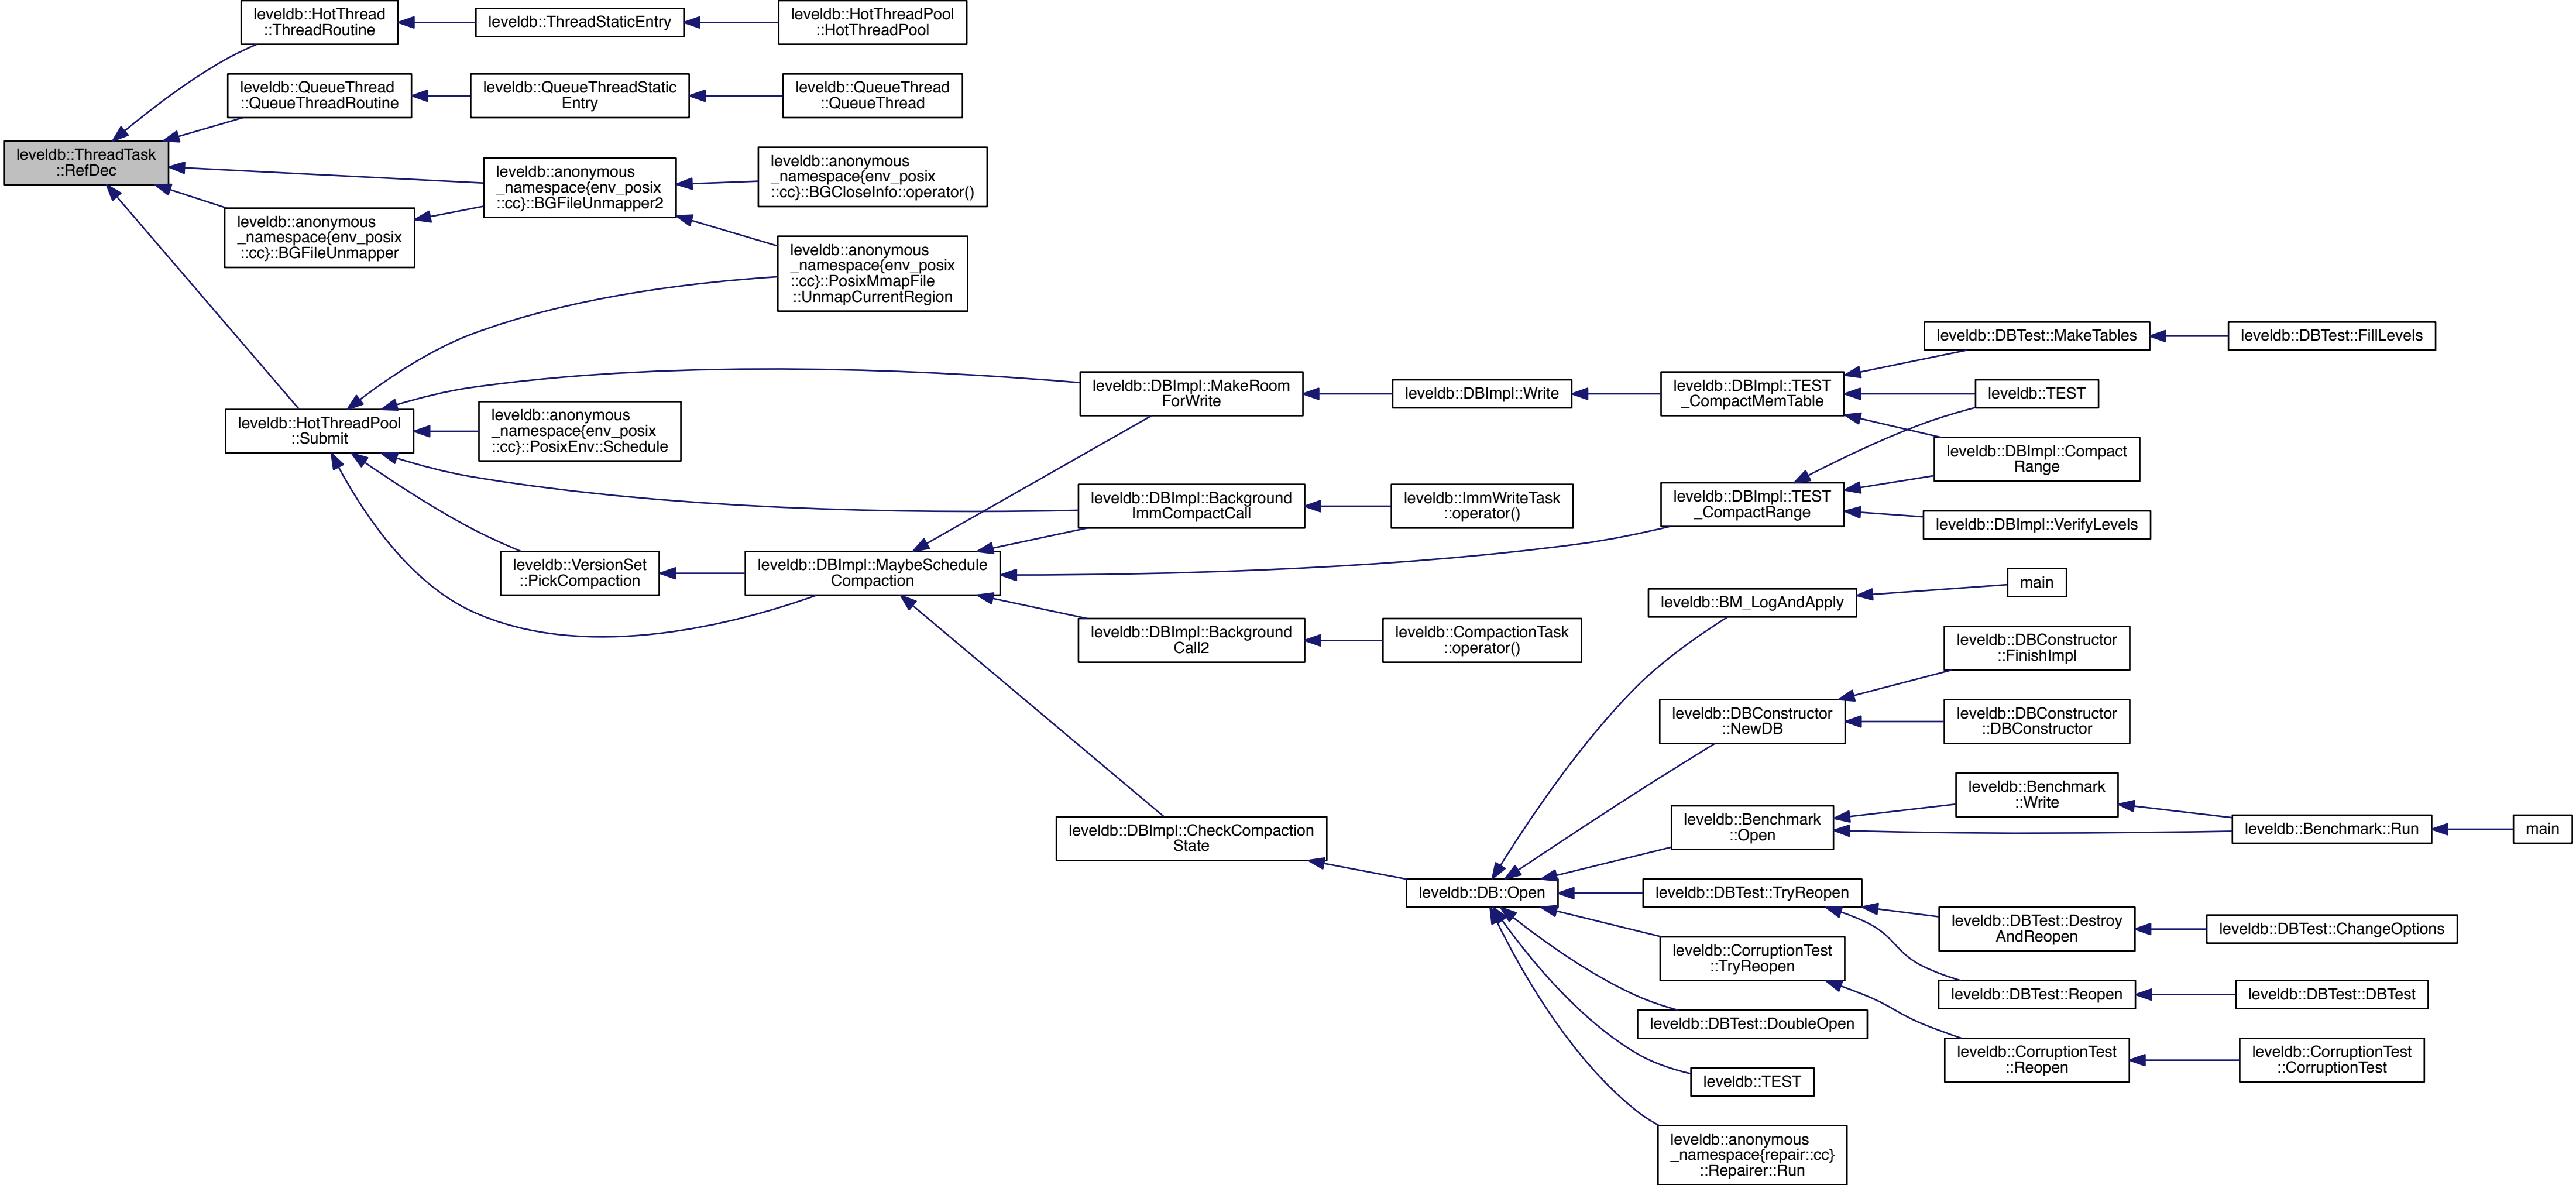 leveldb::HotThread
::ThreadRoutine
leveldb::ThreadStaticEntry
leveldb::HotThreadPool
::HotThreadPool
leveldb::QueueThread
::QueueThreadRoutine
leveldb::QueueThreadStatic
Entry
leveldb::QueueThread
::QueueThread
leveldb::ThreadTask
::RefDec
leveldb::anonymous
_namespace{env_posix
::cc}::BGFileUnmapper2
leveldb::anonymous
_namespace{env_posix
::cc}::BGCloseInfo::operator()
leveldb::anonymous
_namespace{env_posix
::cc}::BGFileUnmapper
leveldb::anonymous
_namespace{env_posix
::cc}::PosixMmapFile
::UnmapCurrentRegion
leveldb::HotThreadPool
::Submit
leveldb::anonymous
_namespace{env_posix
::cc}::PosixEnv::Schedule
leveldb::DBImpl::MakeRoom
ForWrite
leveldb::DBImpl::Write
leveldb::DBImpl::TEST
_CompactMemTable
leveldb::DBTest::MakeTables
leveldb::DBTest::FillLevels
leveldb::TEST
leveldb::DBImpl::Compact
Range
leveldb::DBImpl::Background
ImmCompactCall
leveldb::ImmWriteTask
::operator()
leveldb::DBImpl::TEST
_CompactRange
leveldb::DBImpl::VerifyLevels
leveldb::VersionSet
::PickCompaction
leveldb::DBImpl::MaybeSchedule
Compaction
leveldb::DBImpl::Background
Call2
leveldb::CompactionTask
::operator()
leveldb::BM_LogAndApply
main
leveldb::DBConstructor
::FinishImpl
leveldb::DBConstructor
::NewDB
leveldb::DBConstructor
::DBConstructor
leveldb::DBImpl::CheckCompaction
State
leveldb::Benchmark
::Open
leveldb::Benchmark
::Write
leveldb::Benchmark::Run
main
leveldb::DB::Open
leveldb::DBTest::TryReopen
leveldb::DBTest::Destroy
AndReopen
leveldb::DBTest::ChangeOptions
leveldb::CorruptionTest
::TryReopen
leveldb::DBTest::Reopen
leveldb::DBTest::DBTest
leveldb::DBTest::DoubleOpen
leveldb::CorruptionTest
::Reopen
leveldb::CorruptionTest
::CorruptionTest
leveldb::TEST
leveldb::anonymous
_namespace{repair::cc}
::Repairer::Run